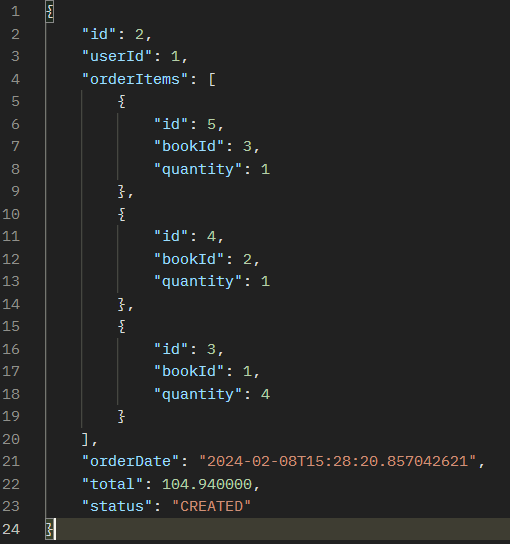 1 {
2     "id": 2,
3     "userId": 1,
4     "orderItems": [
5         {
6             "id": 5,
7             "bookId": 3,
8             "quantity": 1
9         },
10         {
11             "id": 4,
12             "bookId": 2,
13             "quantity": 1
14         },
15         {
16             "id": 3,
17             "bookId": 1,
18             "quantity": 4
19         }
20     ],
21     "orderDate": "2024-02-08T15:28:20.857042621",
22     "total": 104.940000,
23     "status": "CREATED"
24 }